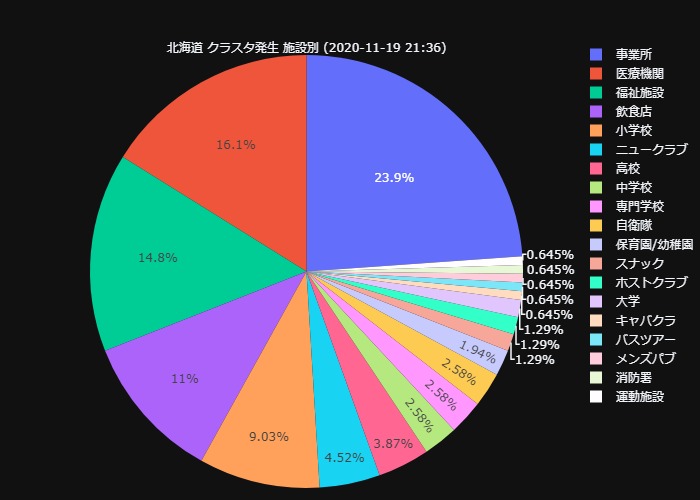 北海道 クラスタ発生 施設別 (2020-11-19 21:36)
23.9%
16.1%
14.8%
11%
9.03%
4.52%
3.87%
2.58%
2.58%
2.58%
1.94%
1.29%
1.29%
1.29%
0.645%
0.645%
0.645%
0.645%
0.645%
事業所
医療機関
福祉施設
飲食店
小学校
ニュークラブ
高校
中学校
専門学校
自衛隊
保育園/幼稚園
スナック
ホストクラブ
大学
キャバクラ
バスツアー
メンズパブ
消防署
運動施設